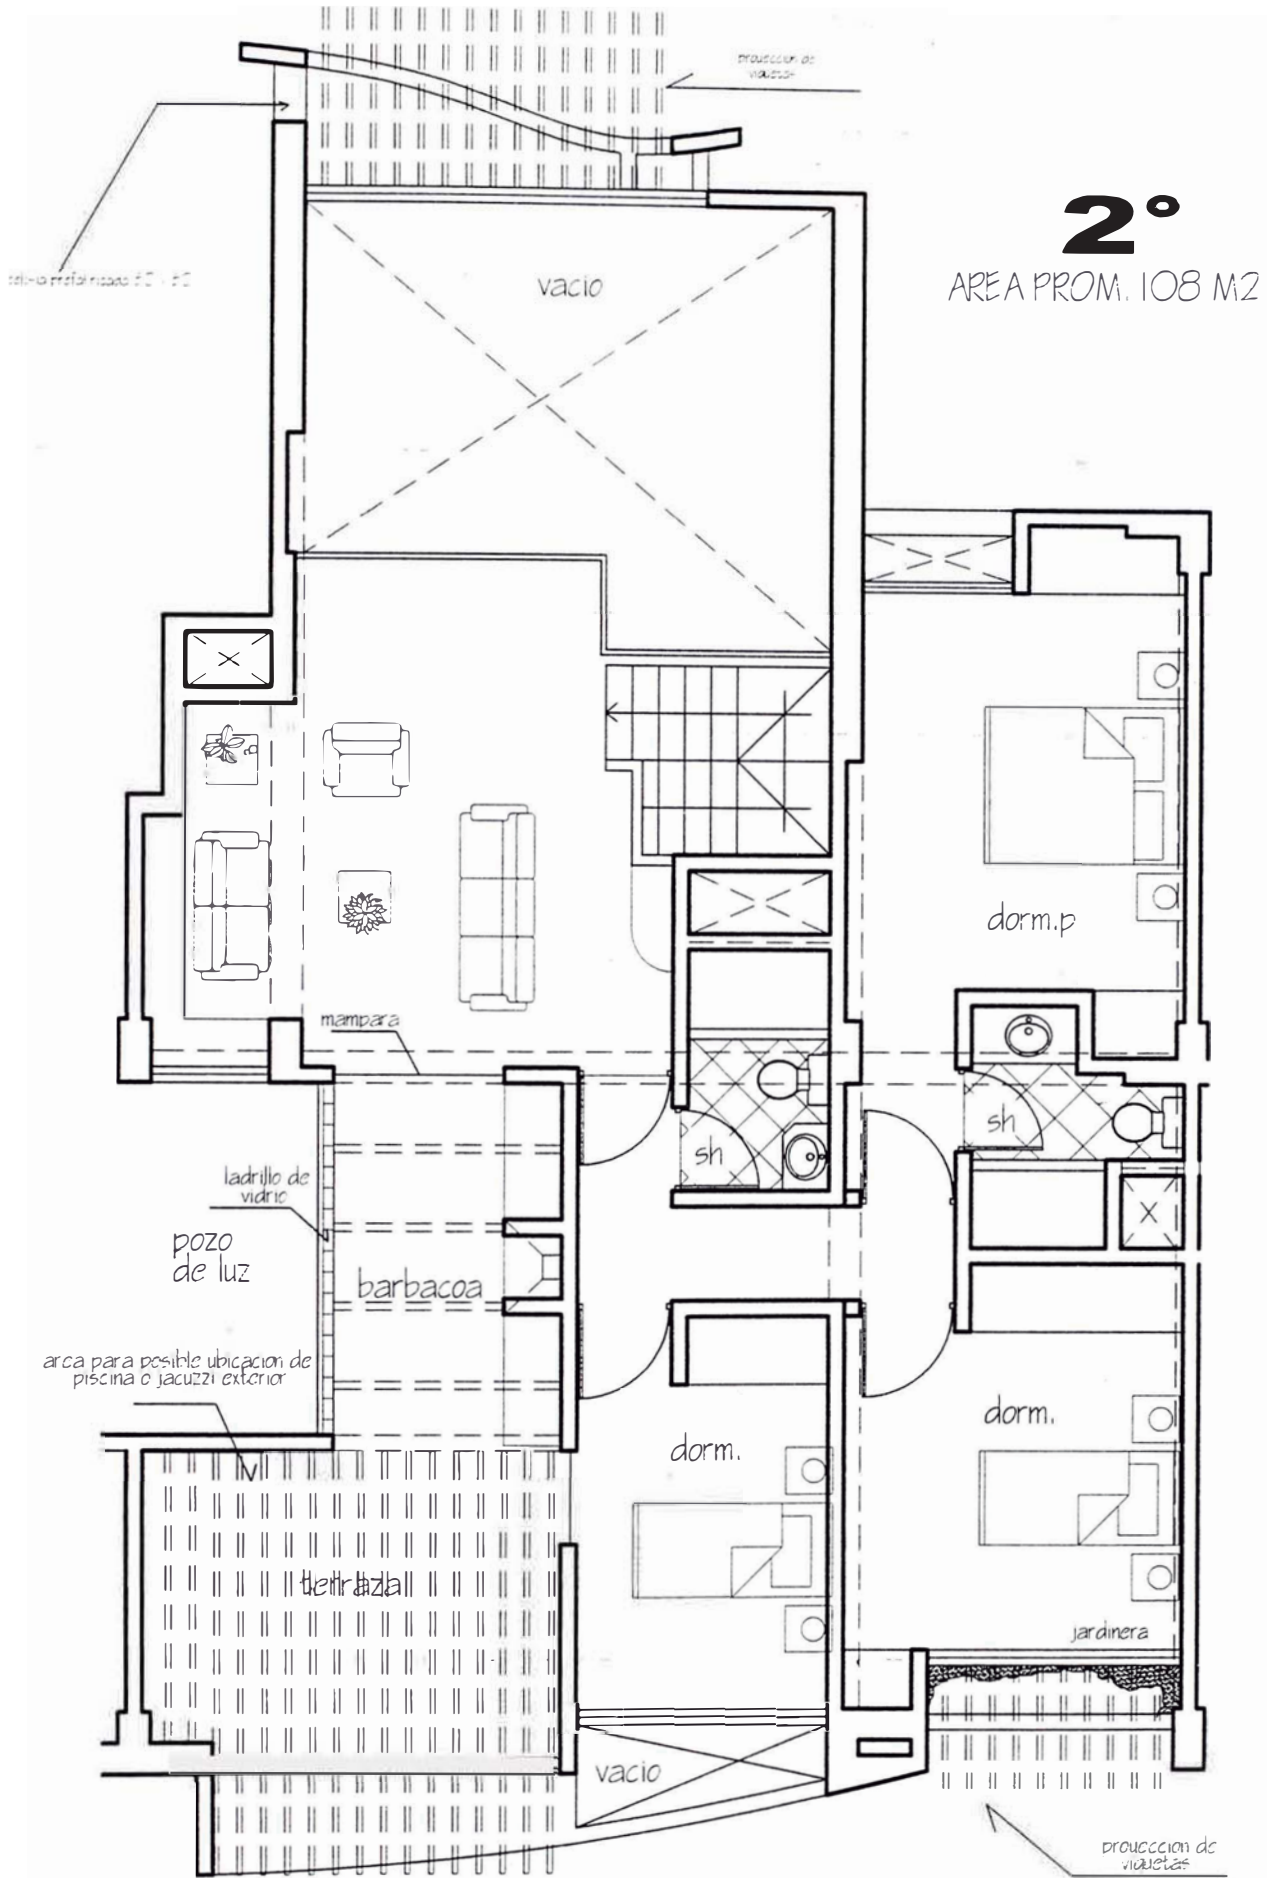 proyeccion de
viguetas
2°
AREA PROM. 108 M2
vacio
dorm.p
mampara
sh
sh
ladrillo de
vidrio
pozo
de luz
barbacoa
area para posible ubicacion de
piscina o jacuzzi exterior
dorm.
dorm.
terraza
jardinera
vacio
proyeccion de
viguetas